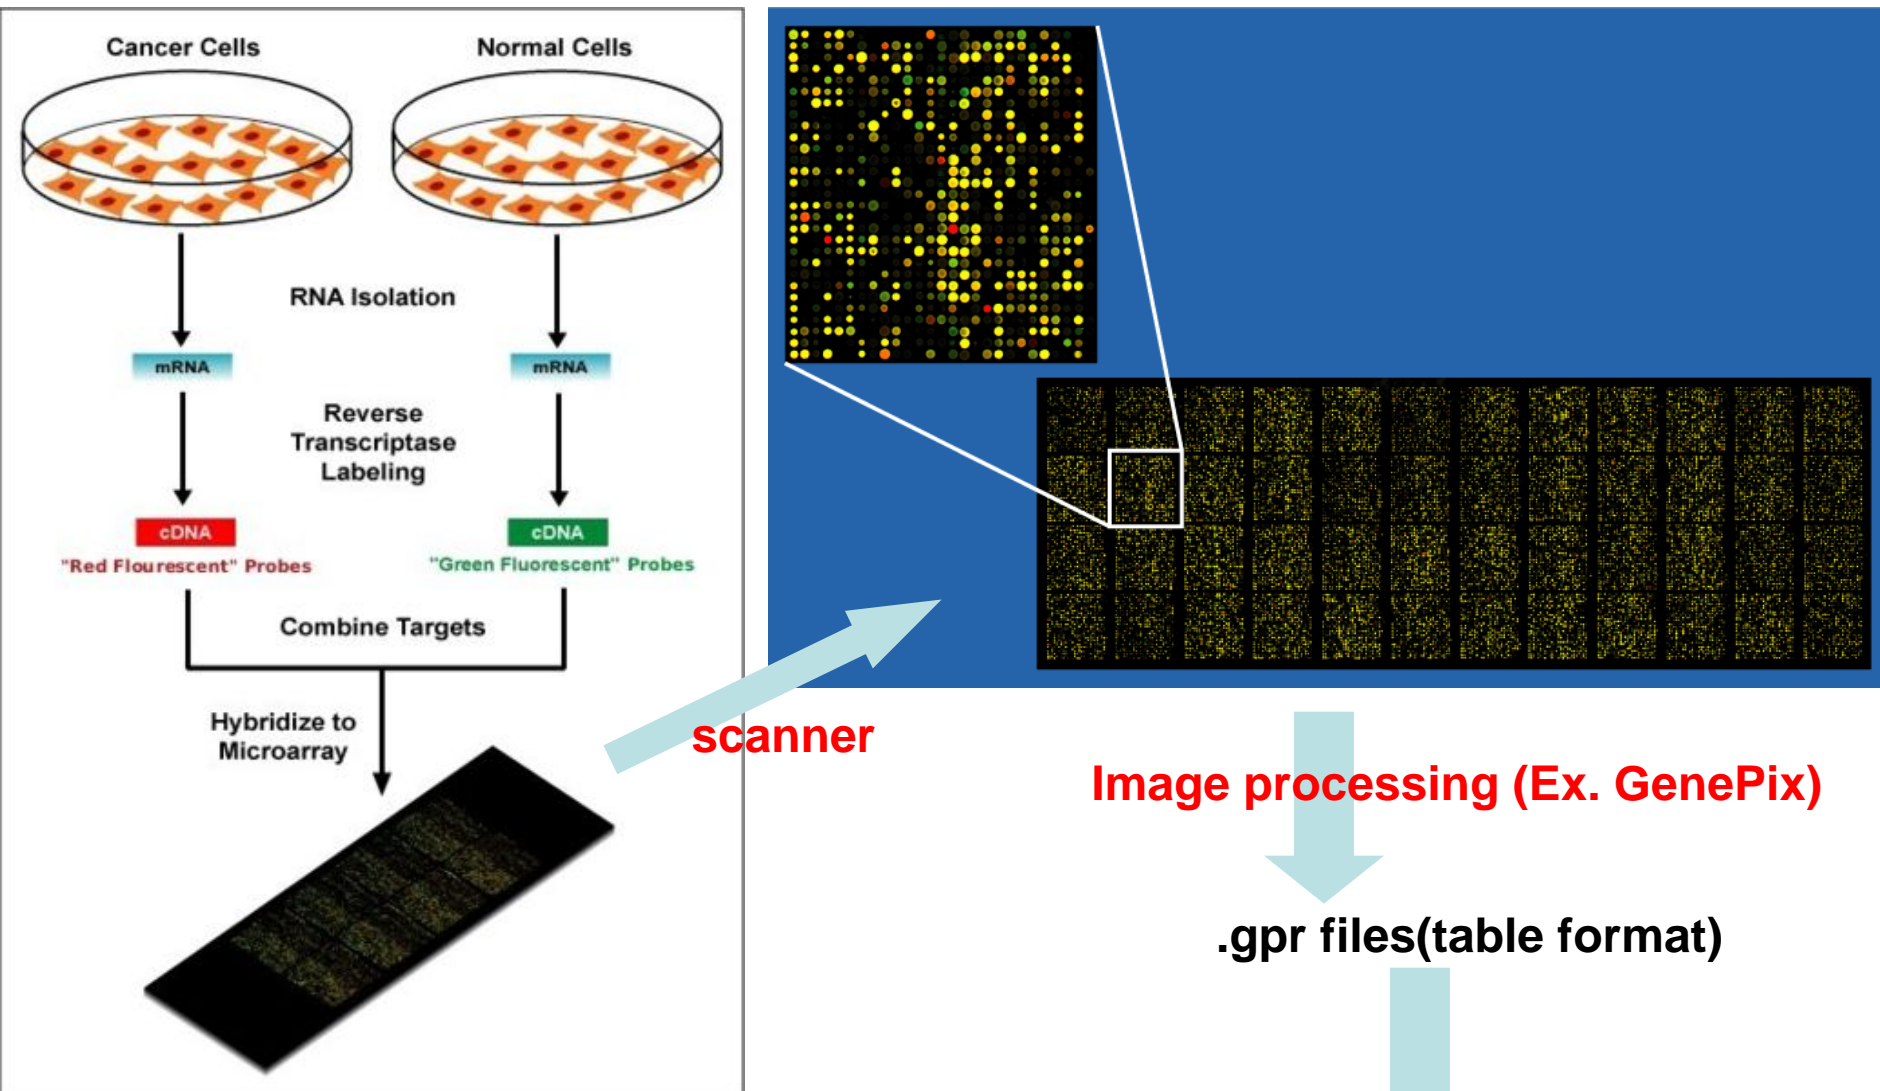 Cancer Cells
Normal Cells
RNA Isolation
mRNA
mRNA
Reverse
Transcriptase
Labeling
cDNA
cDNA
"Red Flourescent" Probes
"Green Fluorescent" Probes
Combine Targets
Hybridize to
Microarray
scanner
Image processing (Ex. GenePix)
.gpr files(table format)